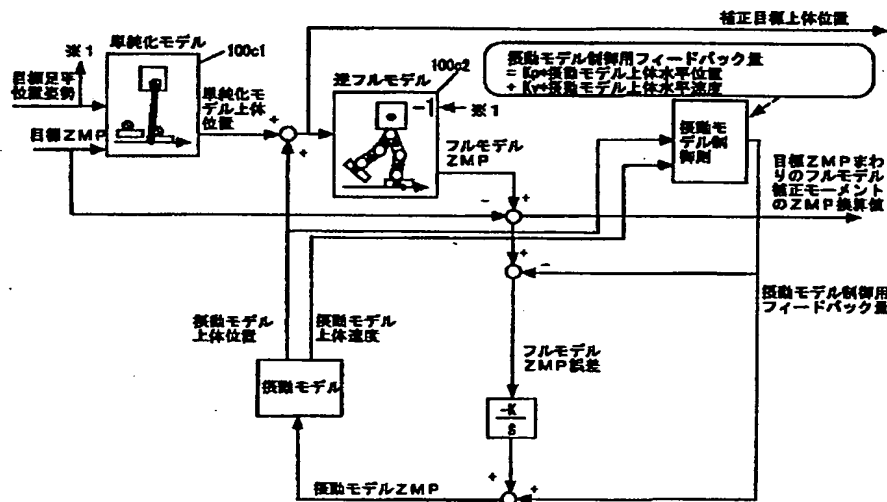 補正目標上体位置
単純化モデル
100c1
※1
目標足平
位置姿勢
目標ZMP
単純化モ
デル上体
位置
+
+
逆フルモデル
100c2
-1
※1
フルモデル
ZMP
摂動モデル制御用フィードバック量
= Kp*摂動モデル上体水平位置
+ Kv*摂動モデル上体水平速度
摂動モ
デル制
御則
目標ZMPまわ
りのフルモデル
補正モーメント
のZMP換算値
-
+
+
-
摂動モデル制御用
フィードバック量
摂動モデル
上体位置
摂動モデル
上体速度
フルモデル
ZMP誤差
摂動モデル
-K
S
+
+
摂動モデルZMP